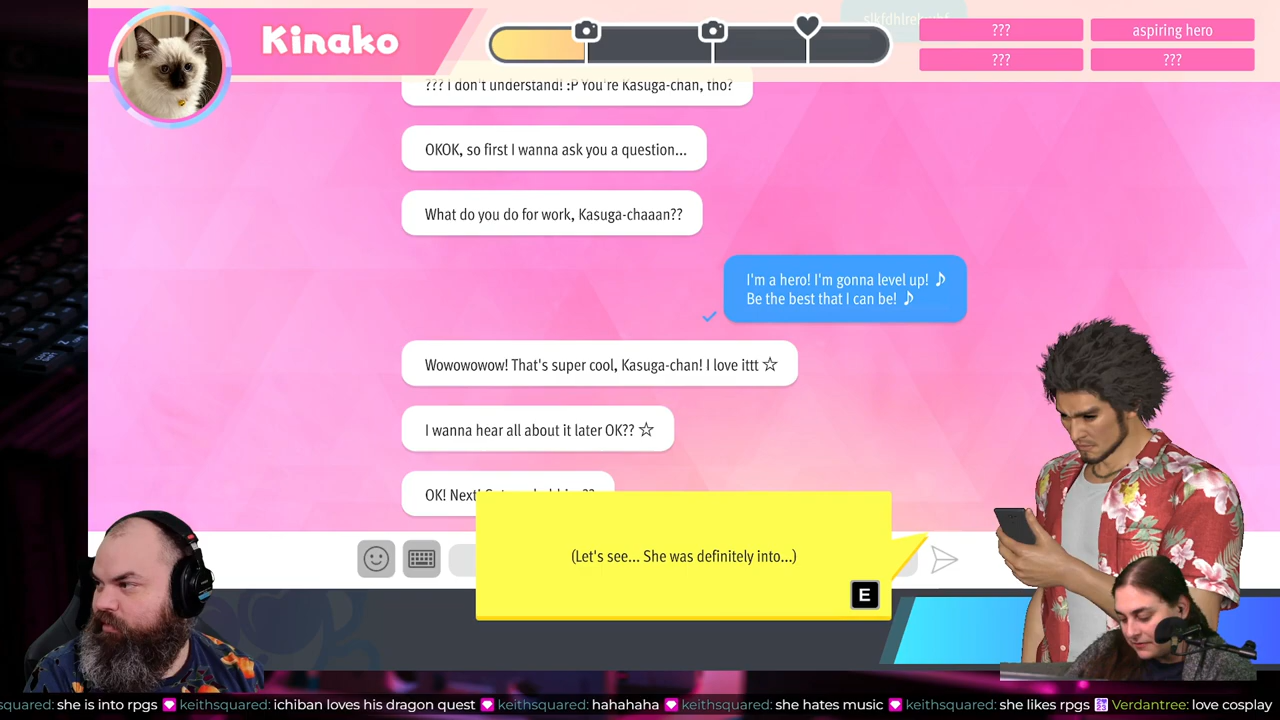 Kinako
???
aspiring hero
???
???
??? I don't understand! :P You're Kasuga-chan, tho?
OKOK, so first I wanna ask you a question...
What do you do for work, Kasuga-chaaan??
I'm a hero! I'm gonna level up! ♪
Be the best that I can be! ♪
Wowowowow! That's super cool, Kasuga-chan! I love ittt ☆
I wanna hear all about it later OK?? ☆
OK! Next!
(Let's see... She was definitely into...)
E
squared: she is into rpgs keithsquared: ichiban loves his dragon quest keithsquared: hahahaha keithsquared: she hates music keithsquared: she likes rpgs Verdantree: love cosplay